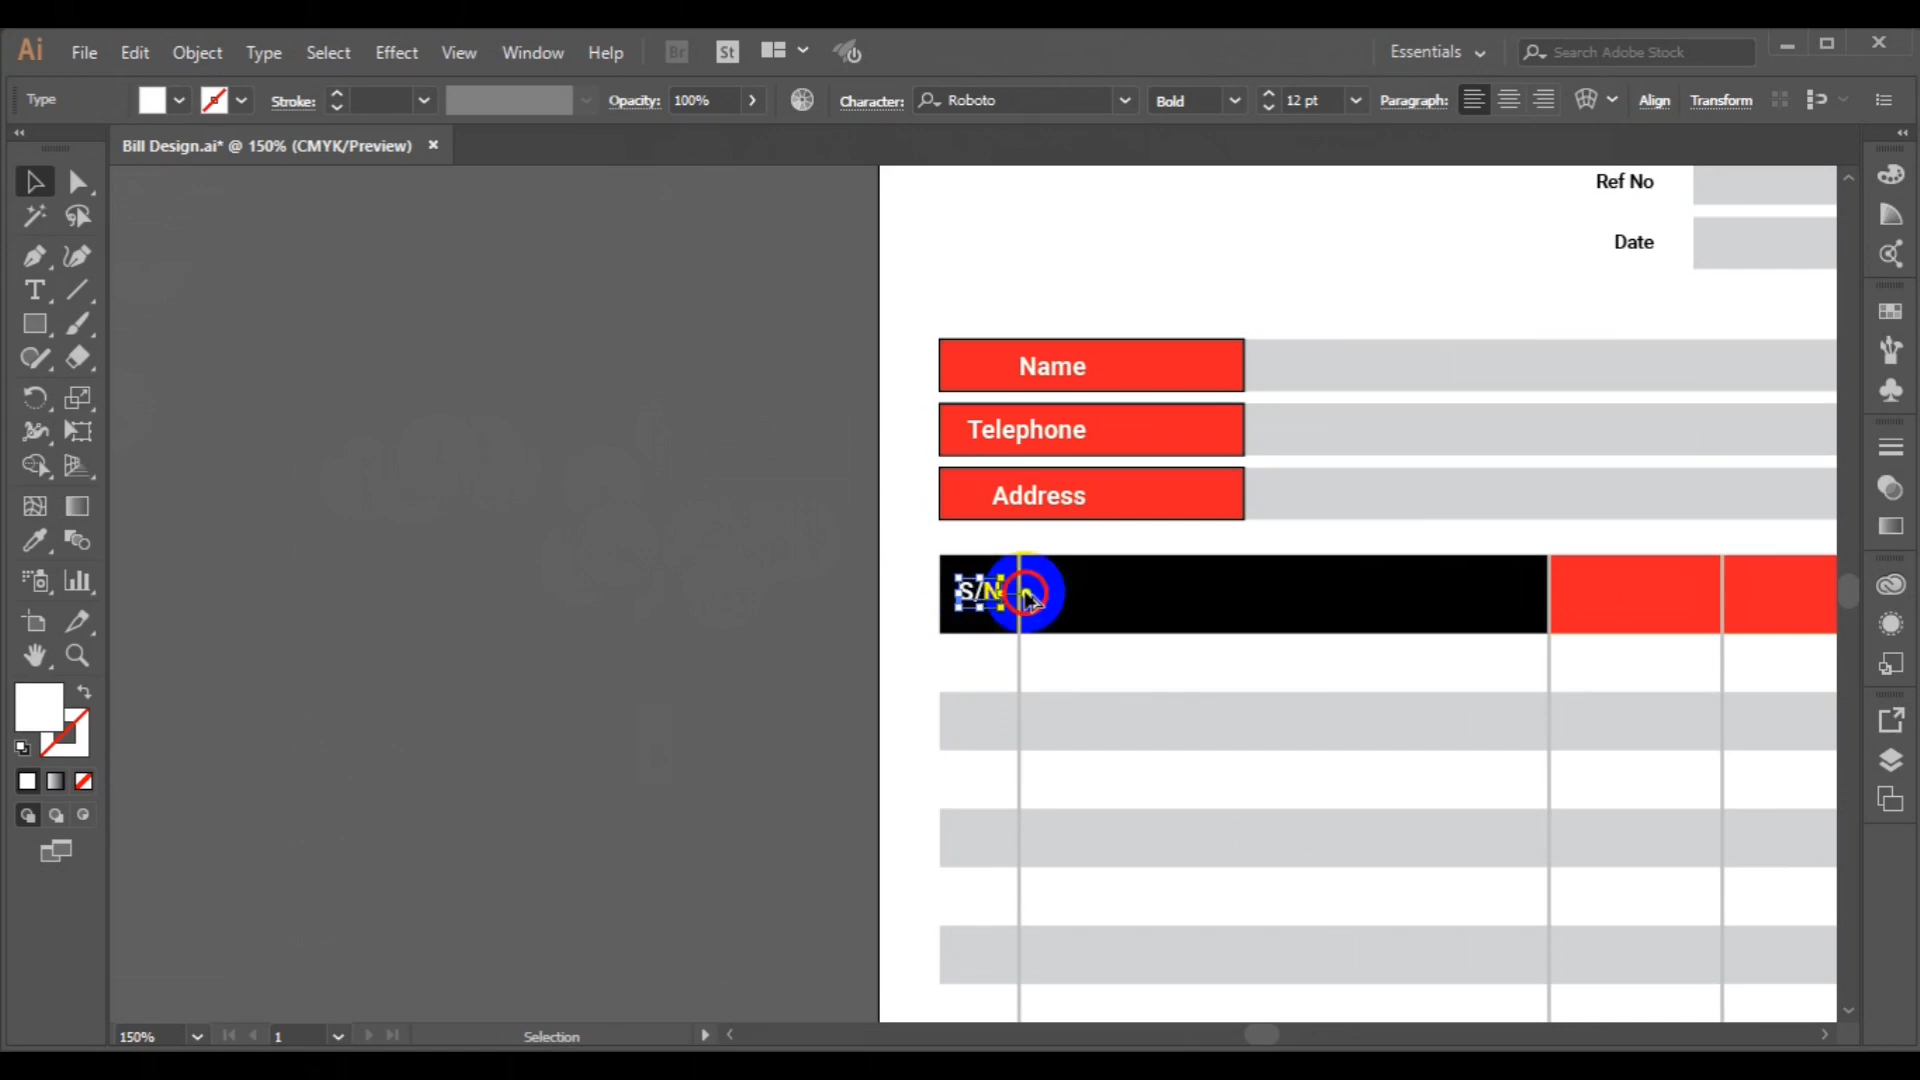 Ai File Edit Object Type Select Effect View Window Help Br St Essentials Search Adobe Stock
Type Stroke: Opacity: 100% Character: Roboto Bold 12 pt Paragraph: Align Transform
Bill Design.ai* @ 150% (CMYK/Preview)
Ref No
Date
Name
Telephone
Address
S/N
150% 1 Selection